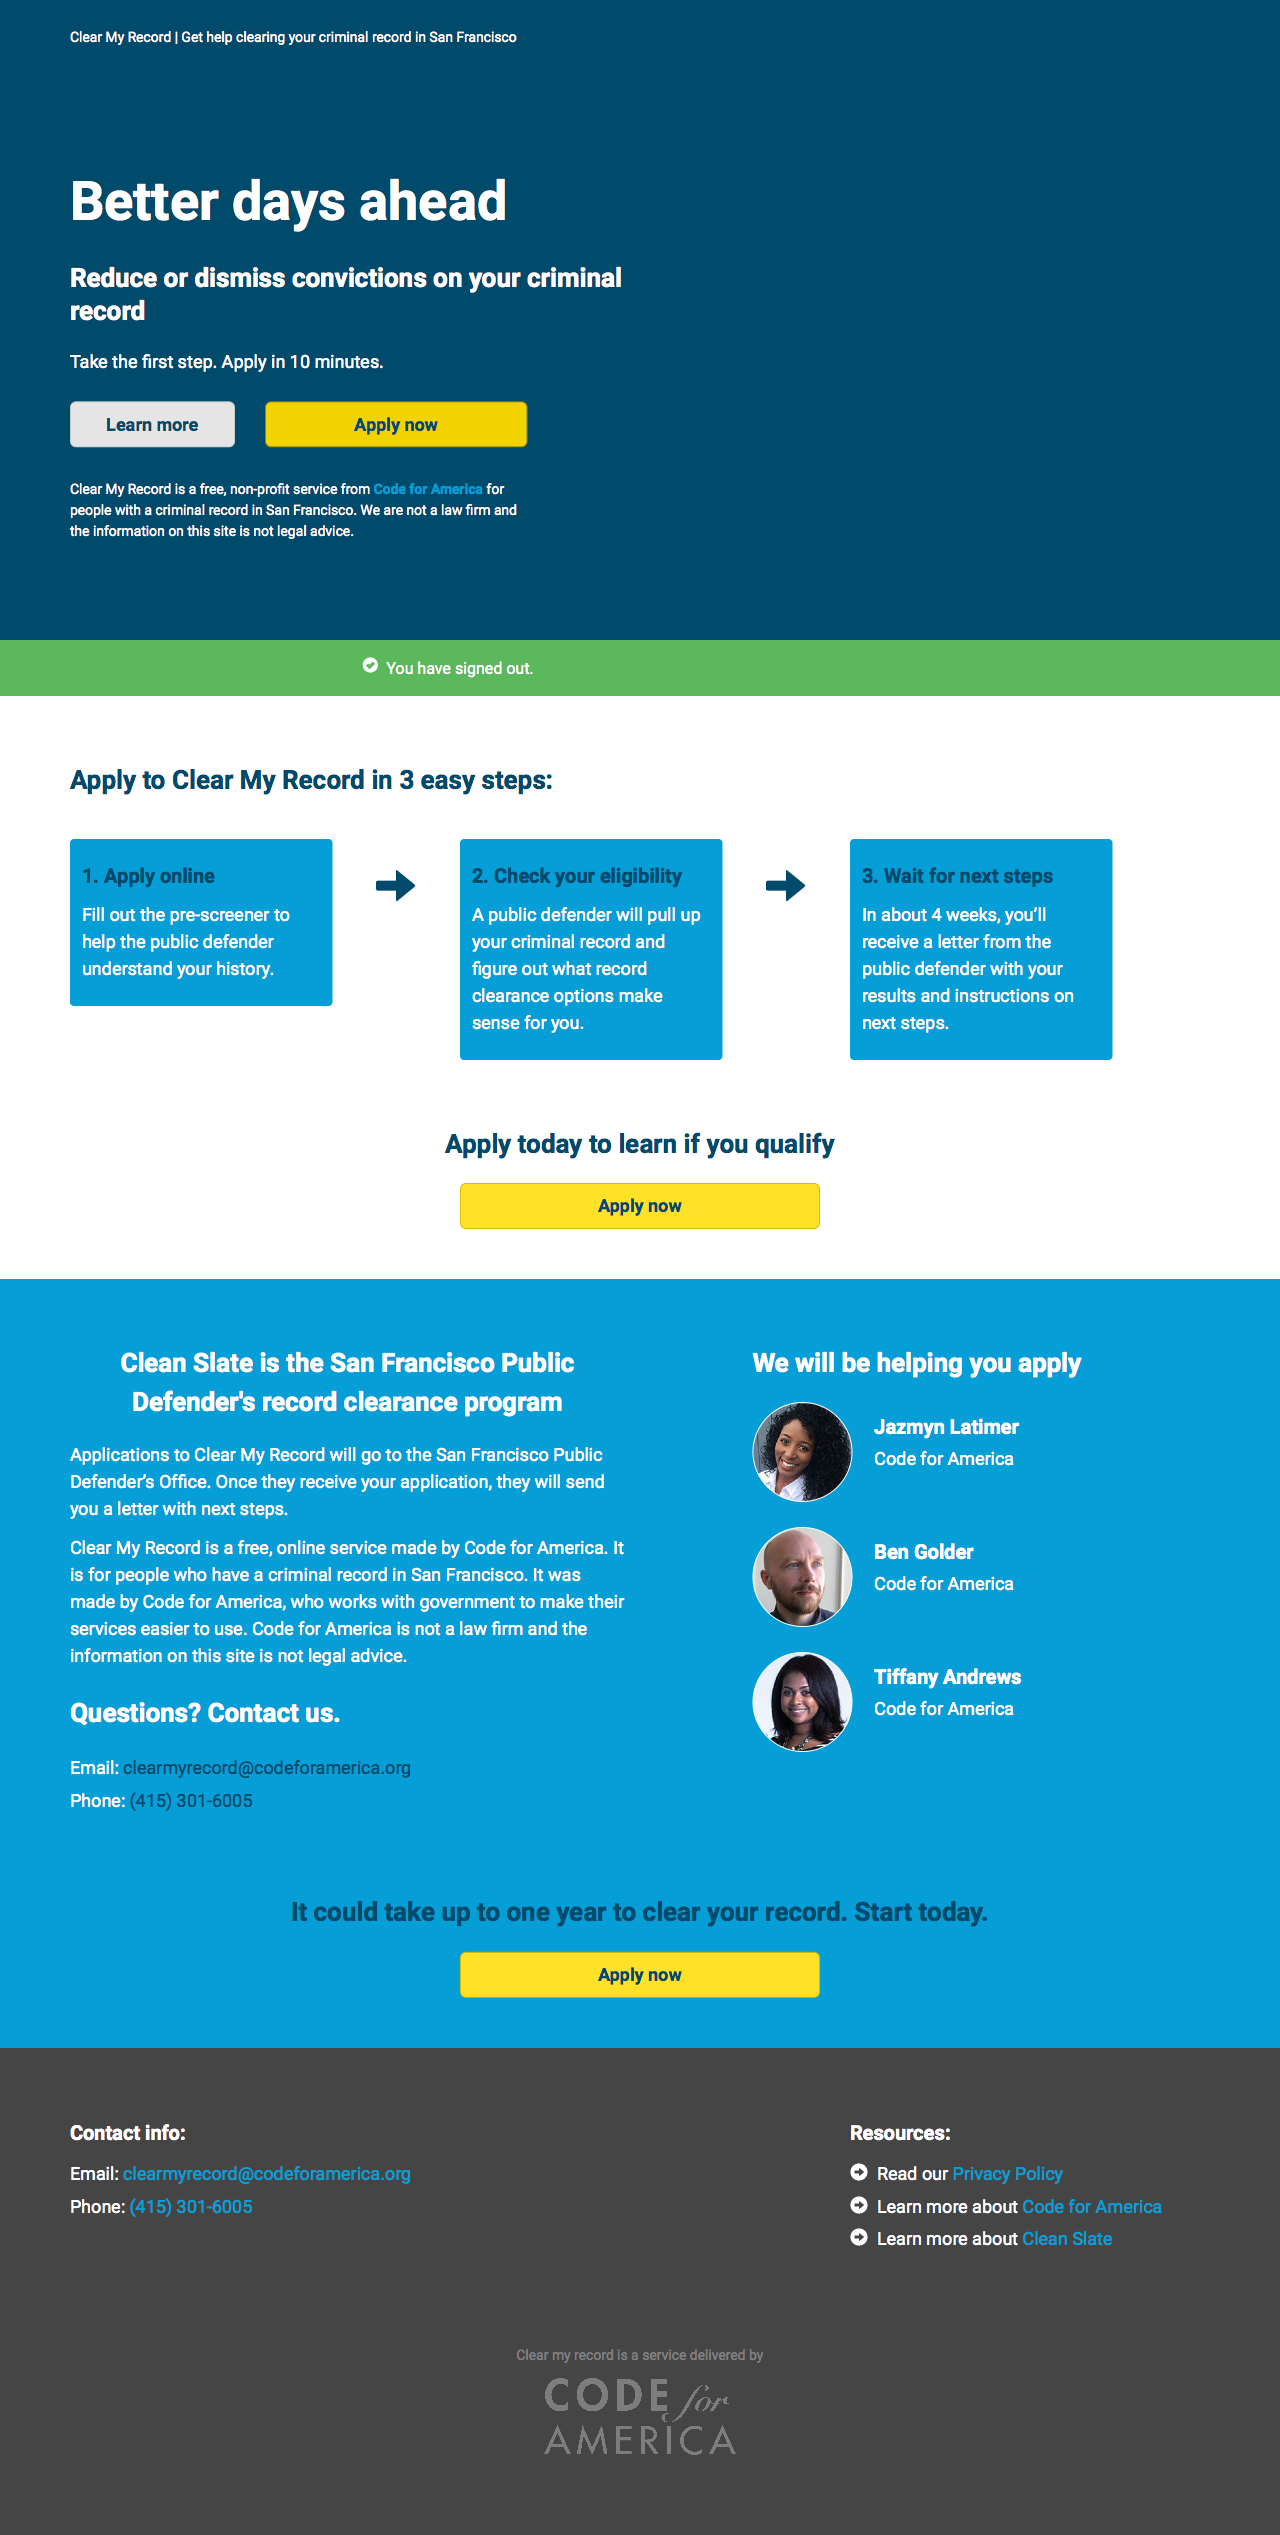 Clear My Record | Get help clearing your criminal record in San Francisco
Better days ahead
Reduce or dismiss convictions on your criminal
record
Take the first step. Apply in 10 minutes.
Learn more
Apply now
Clear My Record is a free, non-profit service from Code for America for
people with a criminal record in San Francisco. We are not a law firm and
the information on this site is not legal advice.
You have signed out.
Apply to Clear My Record in 3 easy steps:
1. Apply online
Fill out the pre-screener to
help the public defender
understand your history.
2. Check your eligibility
A public defender will pull up
your criminal record and
figure out what record
clearance options make
sense for you.
3. Wait for next steps
In about 4 weeks, you’ll
receive a letter from the
public defender with your
results and instructions on
next steps.
Apply today to learn if you qualify
Apply now
Clean Slate is the San Francisco Public
Defender's record clearance program
Applications to Clear My Record will go to the San Francisco Public
Defender’s Office. Once they receive your application, they will send
you a letter with next steps.
Clear My Record is a free, online service made by Code for America. It
is for people who have a criminal record in San Francisco. It was
made by Code for America, who works with government to make their
services easier to use. Code for America is not a law firm and the
information on this site is not legal advice.
Questions? Contact us.
Email: clearmyrecord@codeforamerica.org
Phone: (415) 301-6005
We will be helping you apply
Jazmyn Latimer
Code for America
Ben Golder
Code for America
Tiffany Andrews
Code for America
It could take up to one year to clear your record. Start today.
Apply now
Contact info:
Email: clearmyrecord@codeforamerica.org
Phone: (415) 301-6005
Resources:
Read our Privacy Policy
Learn more about Code for America
Learn more about Clean Slate
Clear my record is a service delivered by
CODE for
AMERICA